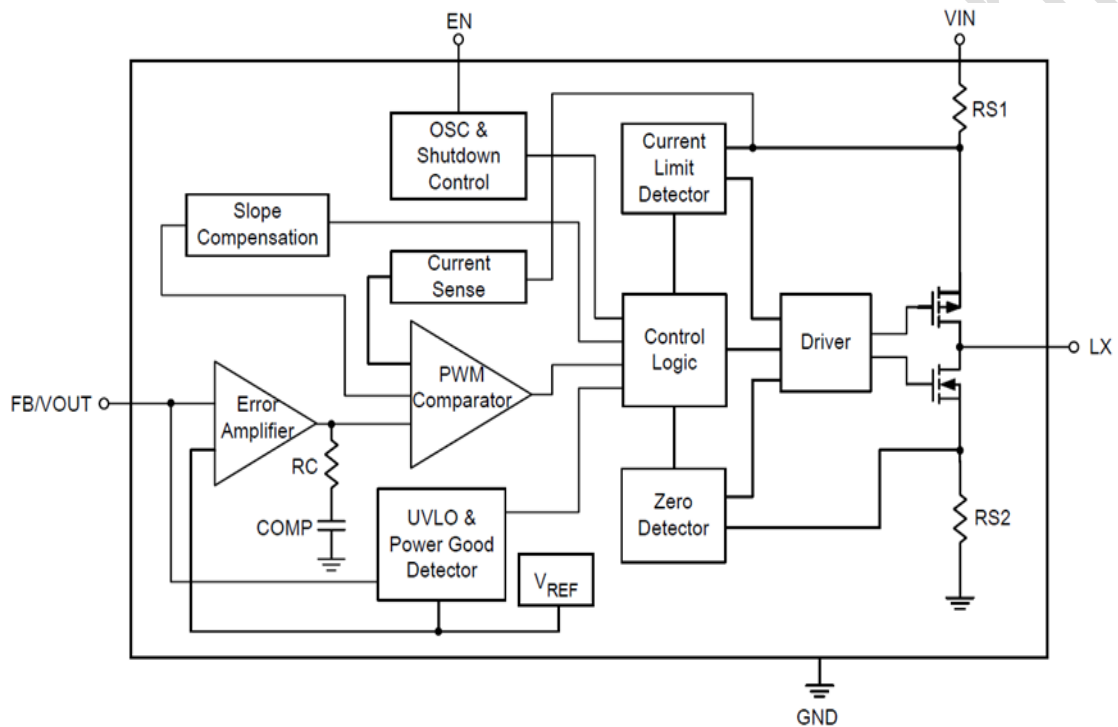 EN
VIN
RS1
OSC &
Shutdown
Control
Current
Limit
Detector
Slope
Compensation
Current
Sense
Control
Logic
Driver
LX
PWM
Comparator
FB/VOUT
Error
Amplifier
RC
COMP
UVLO &
Power Good
Detector
VREF
Zero
Detector
RS2
GND